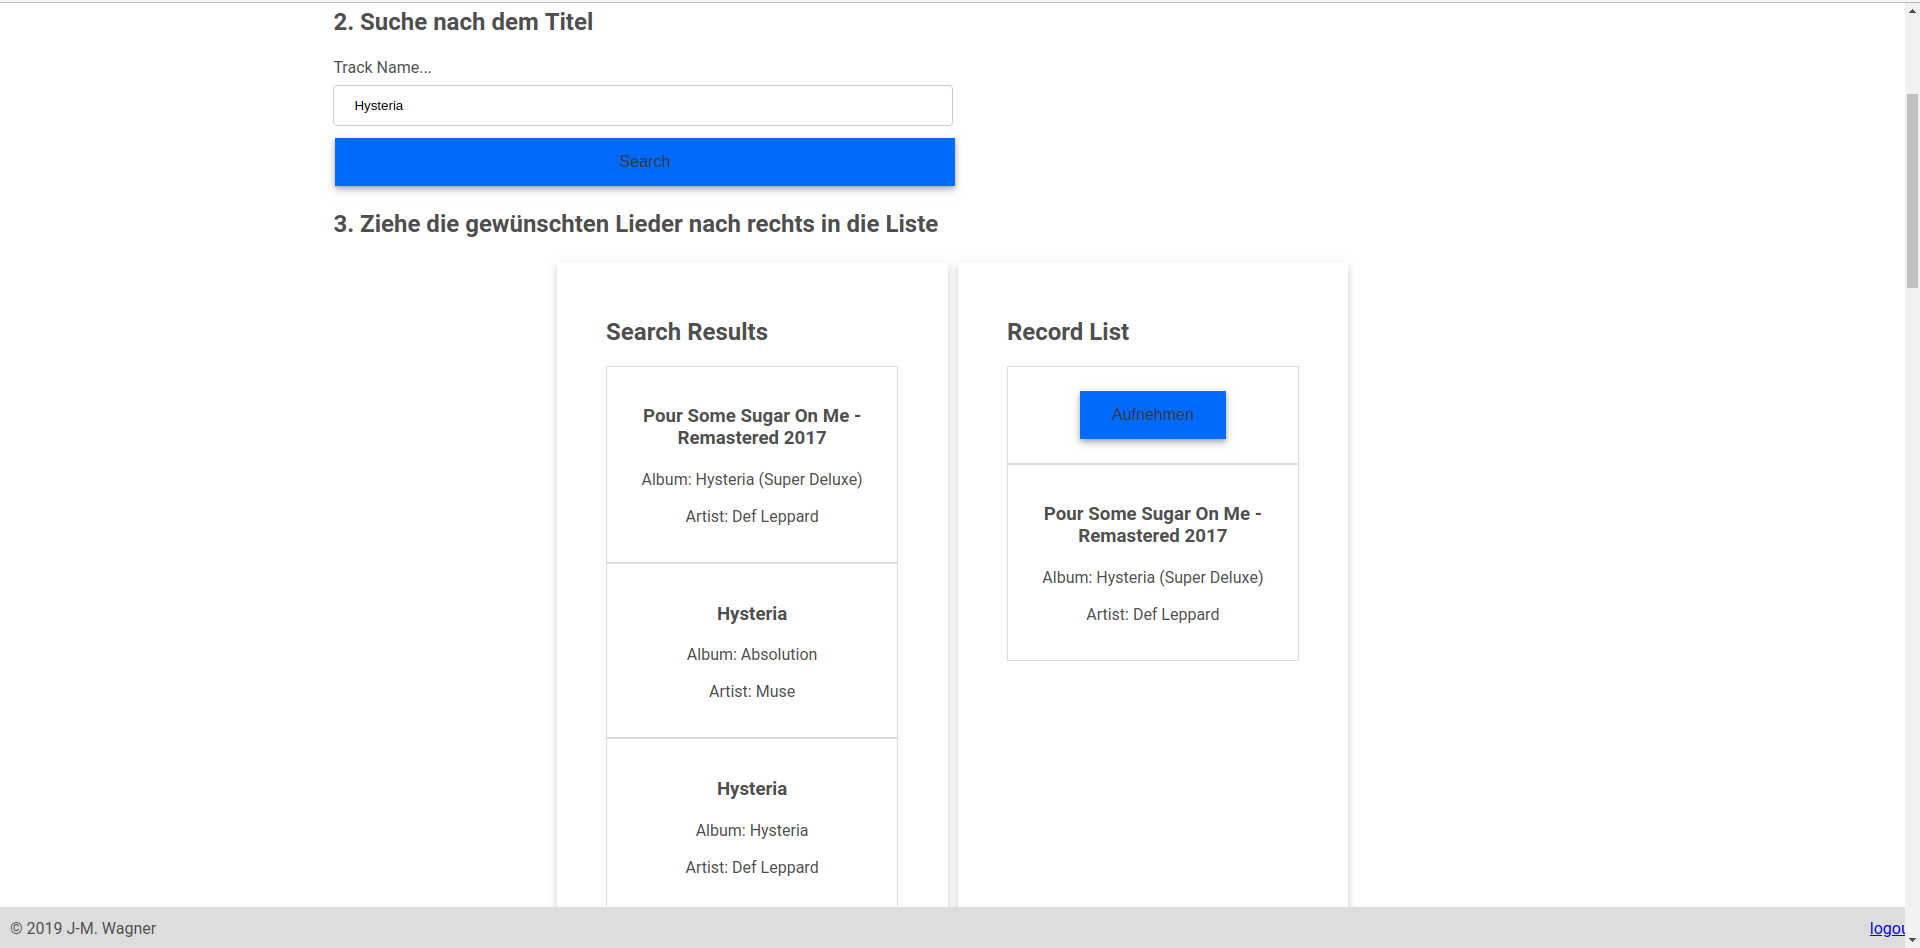 2. Suche nach dem Titel
Track Name...
Hysteria
Search
3. Ziehe die gewünschten Lieder nach rechts in die Liste
Search Results
Pour Some Sugar On Me -
Remastered 2017
Album: Hysteria (Super Deluxe)
Artist: Def Leppard
Hysteria
Album: Absolution
Artist: Muse
Hysteria
Album: Hysteria
Artist: Def Leppard
Record List
Aufnehmen
Pour Some Sugar On Me -
Remastered 2017
Album: Hysteria (Super Deluxe)
Artist: Def Leppard
© 2019 J-M. Wagner
logou